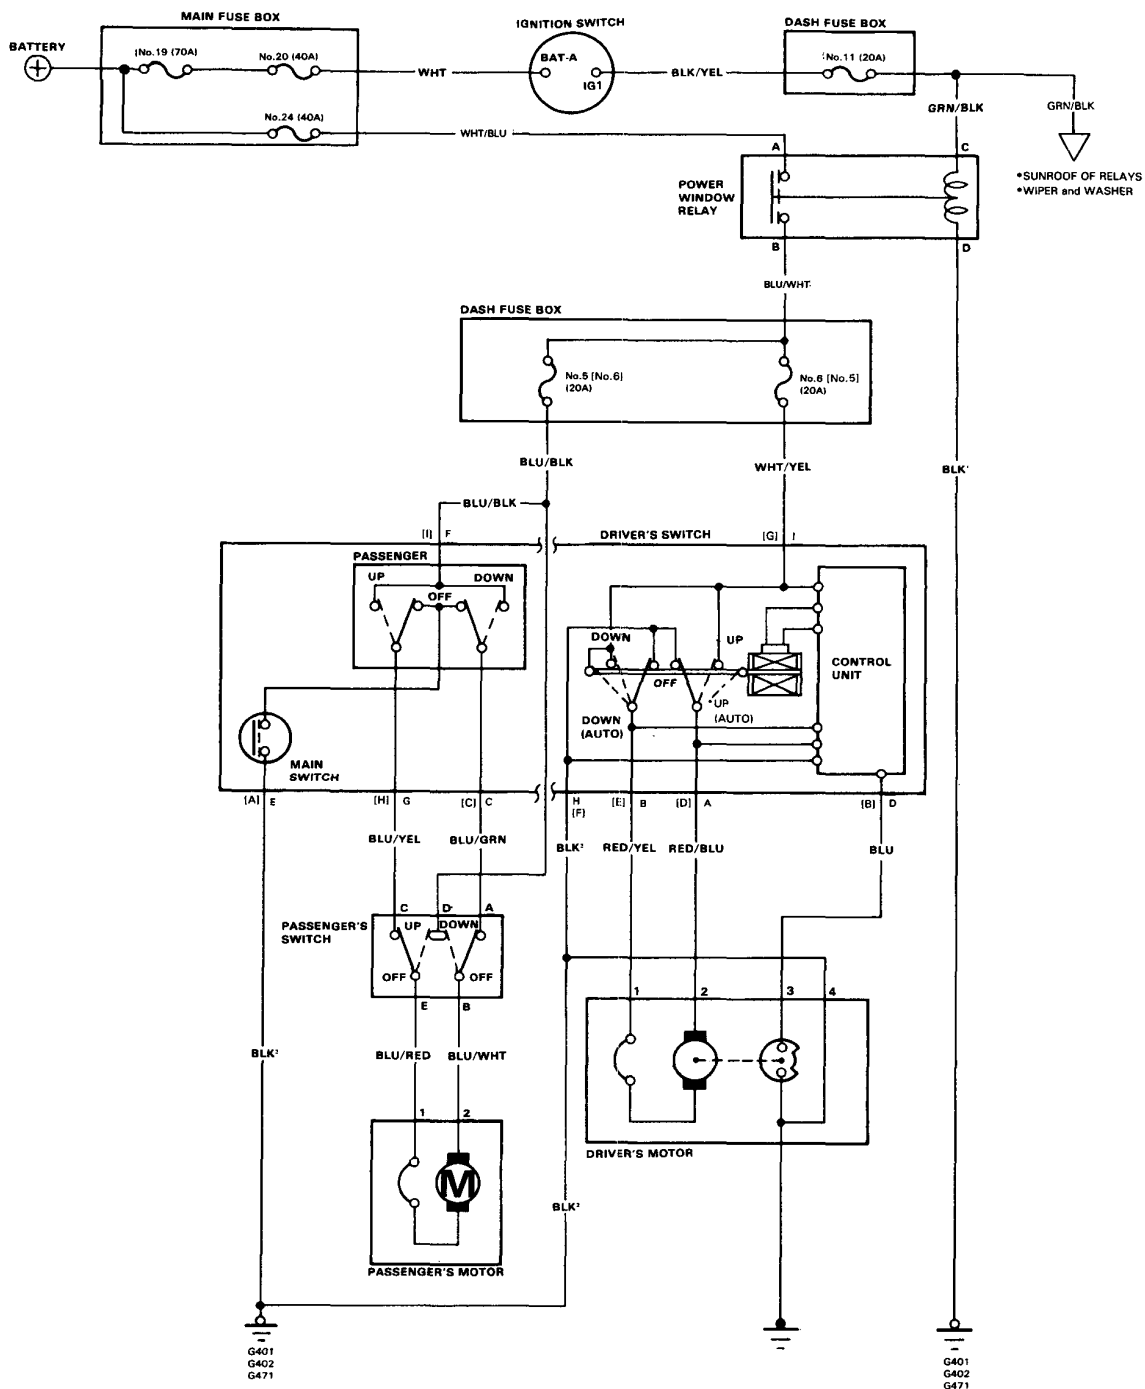 MAIN FUSE BOX
IGNITION SWITCH
DASH FUSE BOX
BATTERY
(No.19 (70A)
No.20 (40A)
BAT-A
IG1
No.11 (20A)
WHT
BLK/YEL
No.24 (40A)
WHT/BLU
GRN/BLK
GRN/BLK
A
C
POWER
WINDOW
RELAY
•SUNROOF OF RELAYS
•WIPER and WASHER
B
D
BLU/WHT
DASH FUSE BOX
No.5 [No.6]
(20A)
No.6 [No.5]
(20A)
BLU/BLK
WHT/YEL
BLK¹
BLU/BLK
[I] F
DRIVER'S SWITCH
[G] I
PASSENGER
UP
DOWN
OFF
DOWN
UP
OFF
CONTROL
UNIT
DOWN
(AUTO)
•UP
(AUTO)
MAIN
SWITCH
[A] E
[H] G
[C] C
H
[F]
[E] B
[D] A
[B] D
BLU/YEL
BLU/GRN
BLK²
RED/YEL
RED/BLU
BLU
PASSENGER'S
SWITCH
C
D
A
UP
DOWN
OFF
OFF
E
B
1
2
3
4
BLK²
BLU/RED
BLU/WHT
1
2
M
DRIVER'S MOTOR
BLK²
PASSENGER'S MOTOR
G401
G402
G471
G401
G402
G471